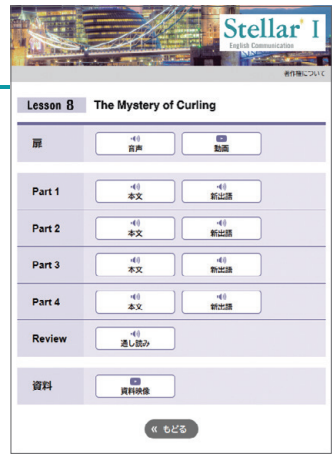 Stellar I
English Communication
著作権について
Lesson 8 The Mystery of Curling
扉 音声 動画
Part 1 本文 新出語
Part 2 本文 新出語
Part 3 本文 新出語
Part 4 本文 新出語
Review 通し読み
資料 資料映像
《 もどる